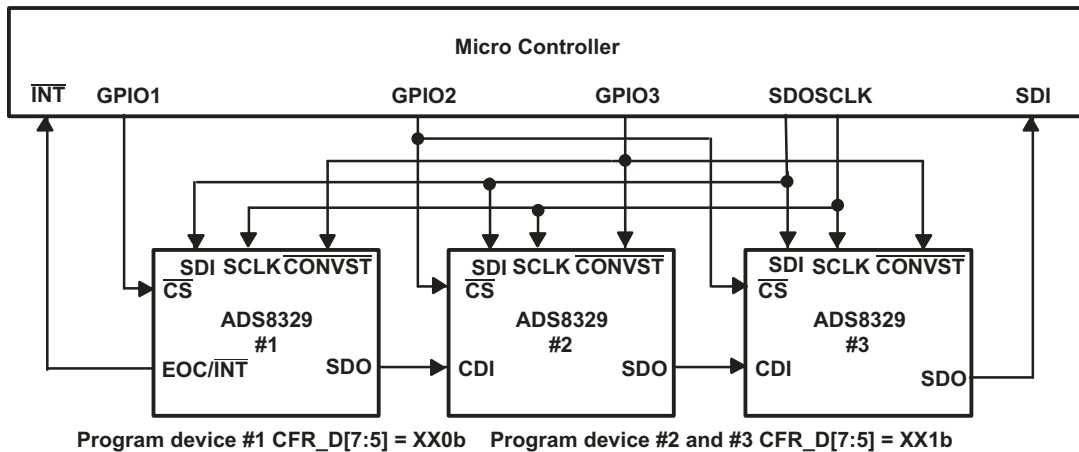 Micro Controller
INT GPIO1 GPIO2 GPIO3 SDOSCLK SDI
SDI SCLK CONVST
CS
ADS8329
#1
EOC/INT SDO
SDI SCLK CONVST
CS
ADS8329
#2
CDI SDO
SDI SCLK CONVST
CS
ADS8329
#3
CDI SDO
Program device #1 CFR_D[7:5] = XX0b Program device #2 and #3 CFR_D[7:5] = XX1b